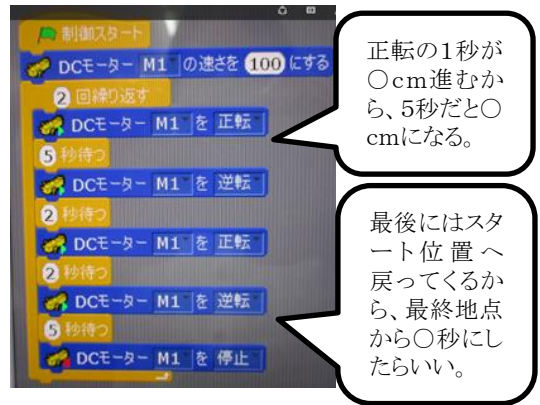 制御スタート
DCモーター M1 の速さを 100 にする
2 回繰り返す
DCモーター M1 を 正転
5 秒待つ
DCモーター M1 を 逆転
2 秒待つ
DCモーター M1 を 正転
2 秒待つ
DCモーター M1 を 逆転
5 秒待つ
DCモーター M1 を 停止
正転の1秒が
○cm進むか
ら、5秒だと○
cmになる。
最後にはスタ
ート位置へ
戻ってくるか
ら、最終地点
から○秒にし
たらいい。